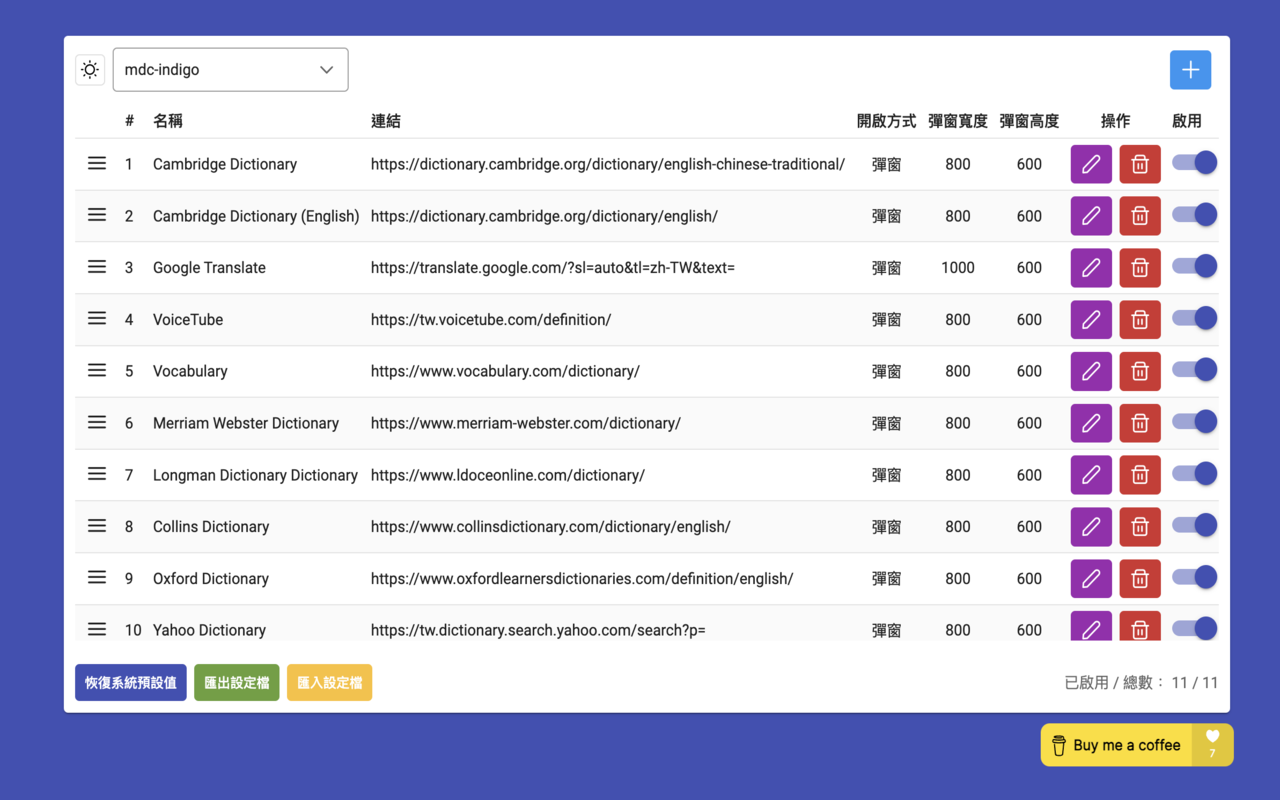 mdc-indigo
# 名稱 連結 開啟方式 彈窗寬度 彈窗高度 操作 啟用
1 Cambridge Dictionary https://dictionary.cambridge.org/dictionary/english-chinese-traditional/ 彈窗 800 600
2 Cambridge Dictionary (English) https://dictionary.cambridge.org/dictionary/english/ 彈窗 800 600
3 Google Translate https://translate.google.com/?sl=auto&tl=zh-TW&text= 彈窗 1000 600
4 VoiceTube https://tw.voicetube.com/definition/ 彈窗 800 600
5 Vocabulary https://www.vocabulary.com/dictionary/ 彈窗 800 600
6 Merriam Webster Dictionary https://www.merriam-webster.com/dictionary/ 彈窗 800 600
7 Longman Dictionary Dictionary https://www.ldoceonline.com/dictionary/ 彈窗 800 600
8 Collins Dictionary https://www.collinsdictionary.com/dictionary/english/ 彈窗 800 600
9 Oxford Dictionary https://www.oxfordlearnersdictionaries.com/definition/english/ 彈窗 800 600
10 Yahoo Dictionary https://tw.dictionary.search.yahoo.com/search?p= 彈窗 800 600
恢復系統預設值 匯出設定檔 匯入設定檔 已啟用 / 總數： 11 / 11
Buy me a coffee 7